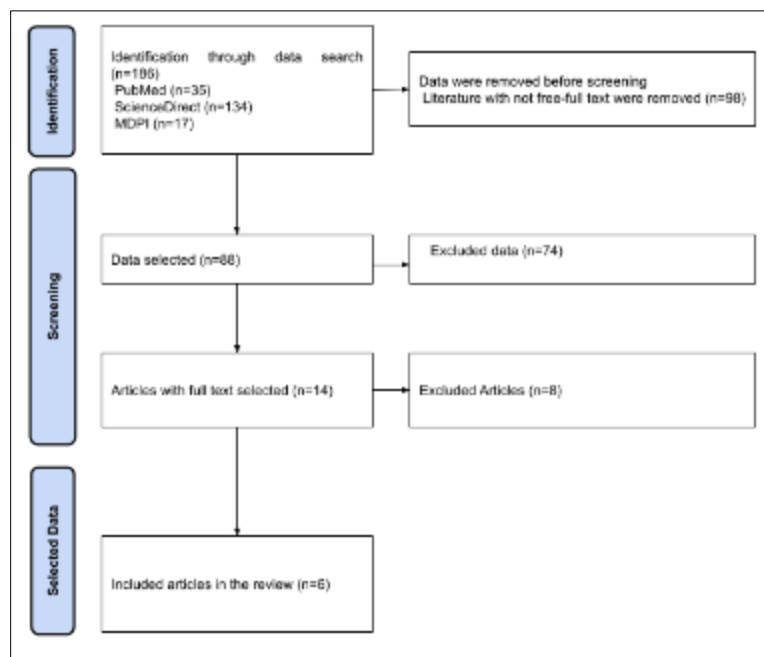 Identification
Identification through data search
(n=186)
PubMed (n=35)
ScienceDirect (n=134)
MDPI (n=17)
Data were removed before screening
Literature with not free-full text were removed (n=98)
Screening
Data selected (n=88)
Excluded data (n=74)
Articles with full text selected (n=14)
Excluded Articles (n=8)
Selected Data
Included articles in the review (n=6)